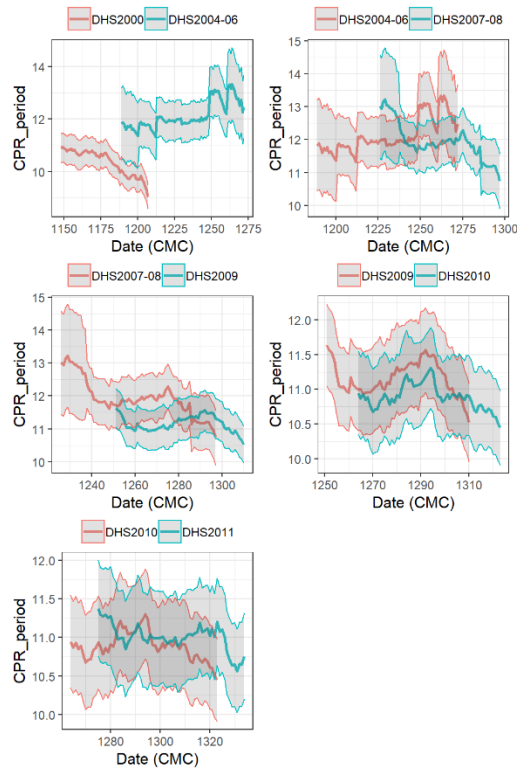 DHS2000 DHS2004-06
CPR_period
14
12
10
1150 1175 1200 1225 1250 1275
Date (CMC)
DHS2004-06 DHS2007-08
CPR_period
15
14
13
12
11
10
1200 1225 1250 1275 1300
Date (CMC)
DHS2007-08 DHS2009
CPR_period
15
14
13
12
11
10
1240 1260 1280 1300
Date (CMC)
DHS2009 DHS2010
CPR_period
12.0
11.5
11.0
10.5
10.0
1250 1270 1290 1310
Date (CMC)
DHS2010 DHS2011
CPR_period
12.0
11.5
11.0
10.5
10.0
1280 1300 1320
Date (CMC)